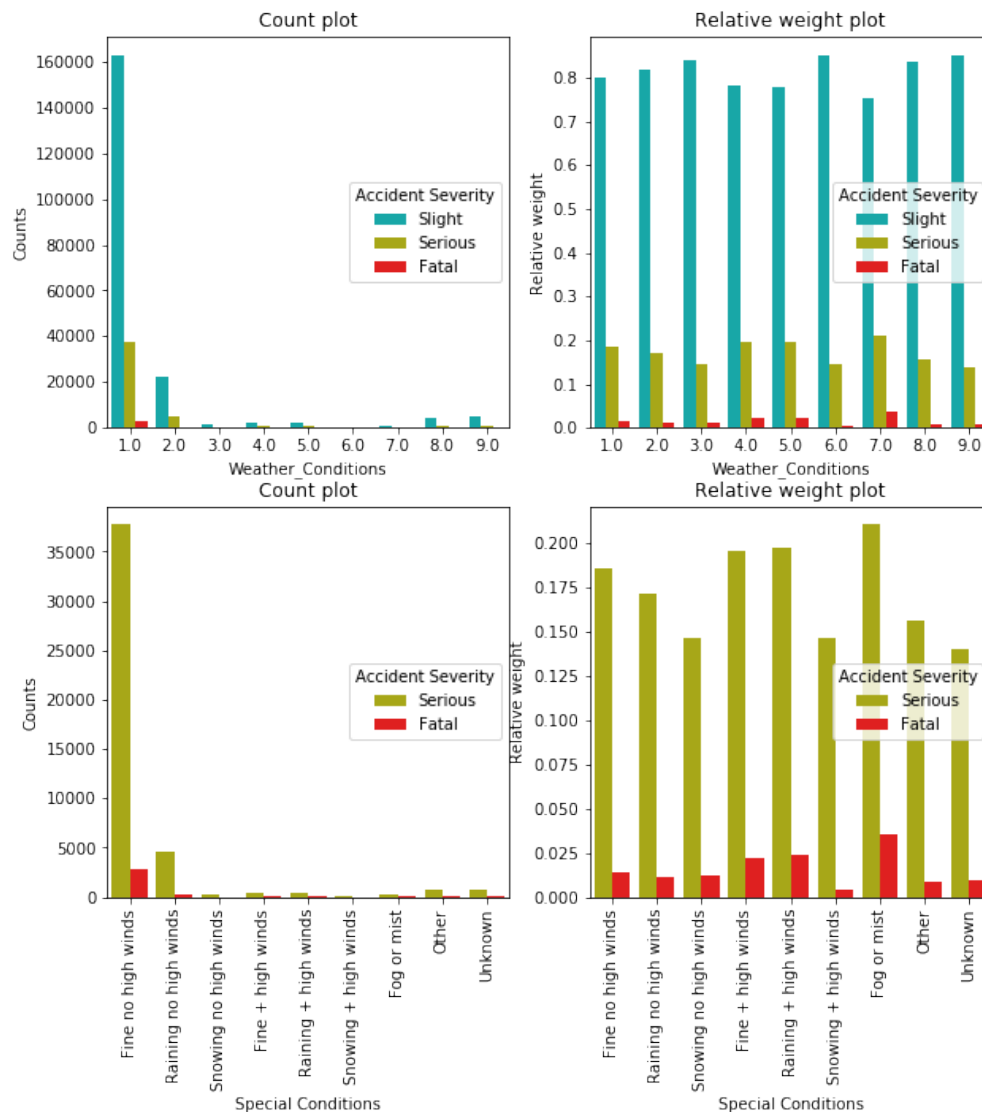 Count plot
160000
140000
120000
100000
80000
60000
40000
20000
0
Counts
Accident Severity
Slight
Serious
Fatal
1.0 2.0 3.0 4.0 5.0 6.0 7.0 8.0 9.0
Weather_Conditions
Relative weight plot
0.8
0.7
0.6
0.5
0.4
0.3
0.2
0.1
0.0
Relative weight
Accident Severity
Slight
Serious
Fatal
1.0 2.0 3.0 4.0 5.0 6.0 7.0 8.0 9.0
Weather_Conditions
Count plot
35000
30000
25000
20000
15000
10000
5000
0
Counts
Accident Severity
Serious
Fatal
Fine no high winds
Raining no high winds
Snowing no high winds
Fine + high winds
Raining + high winds
Snowing + high winds
Fog or mist
Other
Unknown
Special Conditions
Relative weight plot
0.200
0.175
0.150
0.125
0.100
0.075
0.050
0.025
0.000
Relative weight
Accident Severity
Serious
Fatal
Fine no high winds
Raining no high winds
Snowing no high winds
Fine + high winds
Raining + high winds
Snowing + high winds
Fog or mist
Other
Unknown
Special Conditions